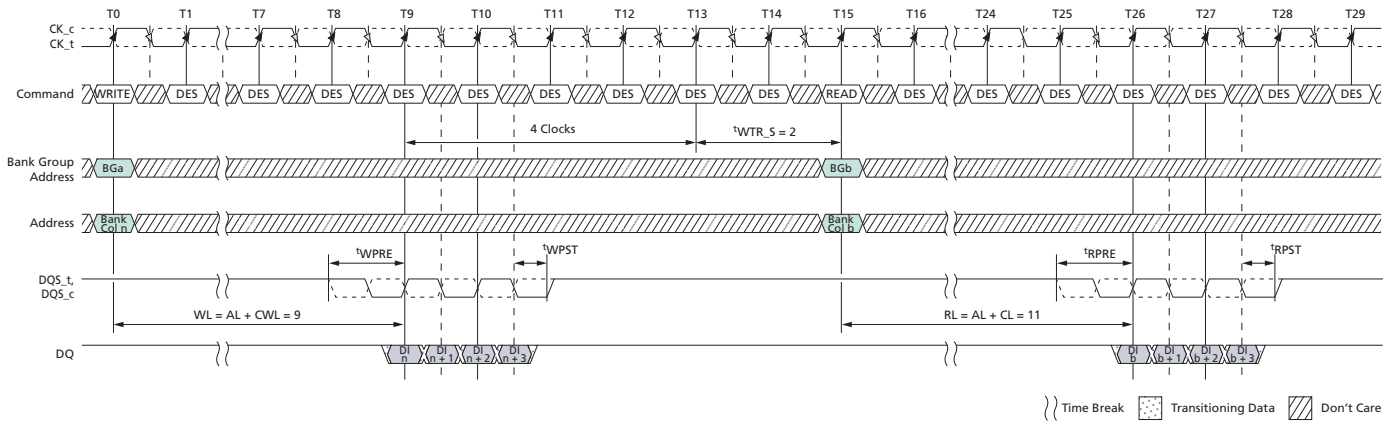 T0 T1 T7 T8 T9 T10 T11 T12 T13 T14 T15 T16 T24 T25 T26 T27 T28 T29
CK_c
CK_t
Command WRITE DES DES DES DES DES DES DES DES DES READ DES DES DES DES DES DES DES
4 Clocks tWTR_S = 2
Bank Group
Address BGa BGb
Address Bank Col n Bank Col b
tWPRE tWPST tRPRE tRPST
DQS_t,
DQS_c
WL = AL + CWL = 9 RL = AL + CL = 11
DQ DI n DI n + 1 DI n + 2 DI n + 3 DI b DI b + 1 DI b + 2 DI b + 3
Time Break Transitioning Data Don't Care